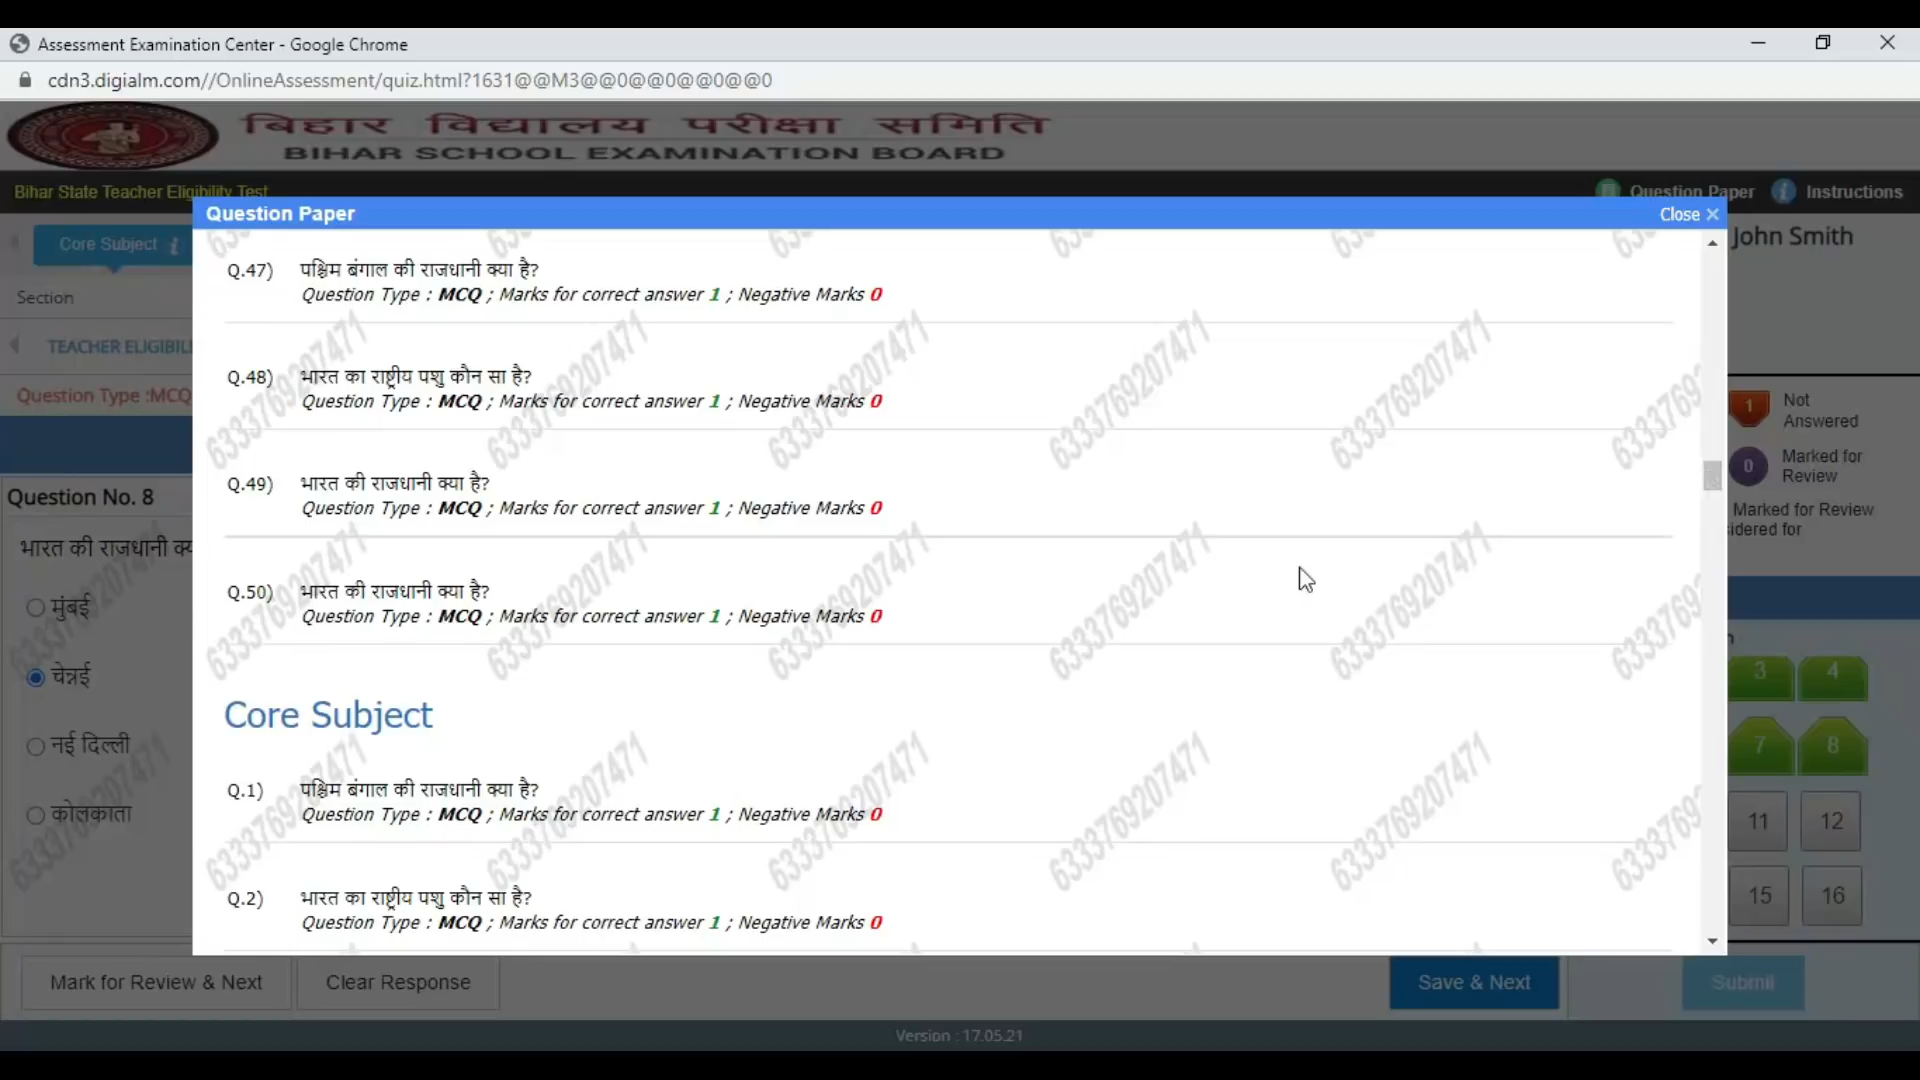 Assessment Examination Center - Google Chrome
cdn3.digialm.com//OnlineAssessment/quiz.html?1631@@M3@@0@@0@@0@@0
बिहार विद्यालय परीक्षा समिति
BIHAR SCHOOL EXAMINATION BOARD
Bihar State Teacher Eligibility Test
Question Paper
Instructions
Question Paper
Close
Core Subject
John Smith
Section
TEACHER ELIGIBIL
Question Type :MCQ
Q.47) पश्चिम बंगाल की राजधानी क्या है?
Question Type : MCQ ; Marks for correct answer 1 ; Negative Marks 0
Q.48) भारत का राष्ट्रीय पशु कौन सा है?
Question Type : MCQ ; Marks for correct answer 1 ; Negative Marks 0
Q.49) भारत की राजधानी क्या है?
Question Type : MCQ ; Marks for correct answer 1 ; Negative Marks 0
Q.50) भारत की राजधानी क्या है?
Question Type : MCQ ; Marks for correct answer 1 ; Negative Marks 0
Core Subject
Q.1) पश्चिम बंगाल की राजधानी क्या है?
Question Type : MCQ ; Marks for correct answer 1 ; Negative Marks 0
Q.2) भारत का राष्ट्रीय पशु कौन सा है?
Question Type : MCQ ; Marks for correct answer 1 ; Negative Marks 0
6333769207471
Question No. 8
भारत की राजधानी
मुंबई
चेन्नई
नई दिल्ली
कोलकाता
1 Not
Answered
0 Marked for
Review
Marked for Review
idered for
3 4
7 8
11 12
15 16
Mark for Review & Next
Clear Response
Save & Next
Submit
Version : 17.05.21